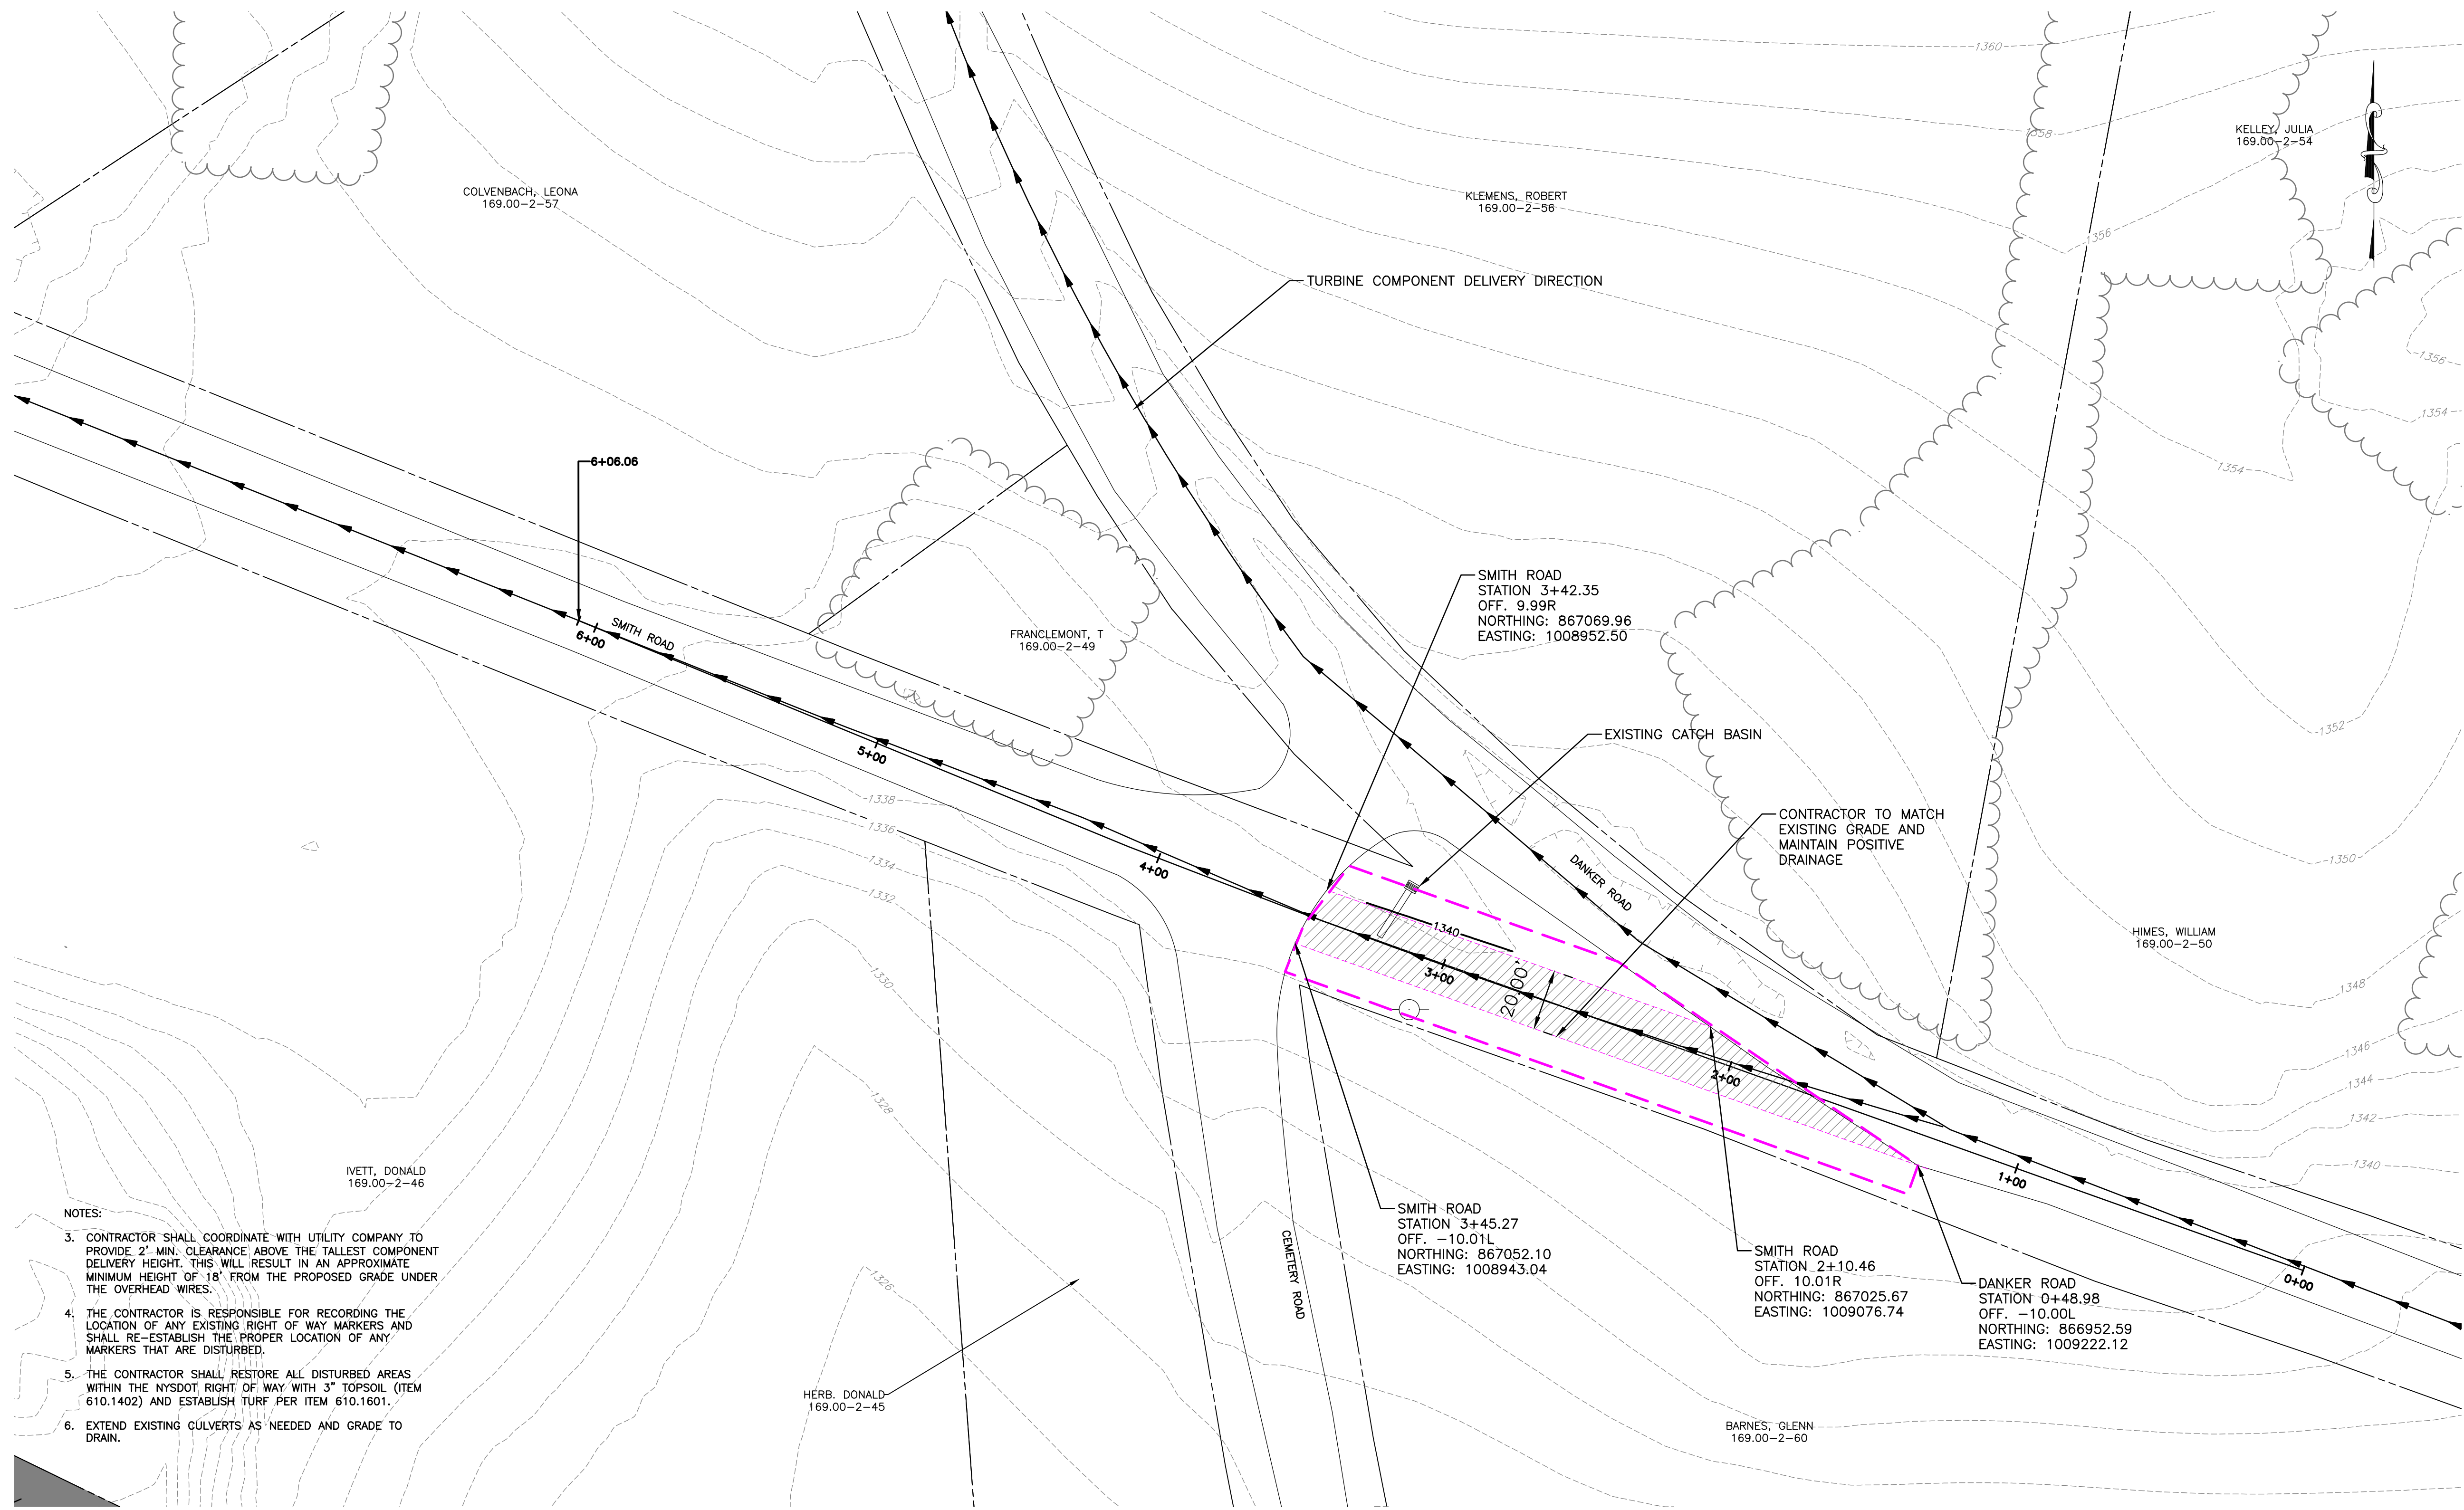 1360
1358
KELLEY, JULIA
169.00-2-54
COLVENBACH, LEONA
169.00-2-57
KLEMENS, ROBERT
169.00-2-56
1356
TURBINE COMPONENT DELIVERY DIRECTION
1356
1354
1354
6+06.06
SMITH ROAD
STATION 3+42.35
OFF. 9.99R
NORTHING: 867069.96
EASTING: 1008952.50
SMITH ROAD
6+00
FRANCLEMONT, T
169.00-2-49
1352
EXISTING CATCH BASIN
5+00
1338
1336
1334
1332
1330
1328
1326
CONTRACTOR TO MATCH
EXISTING GRADE AND
MAINTAIN POSITIVE
DRAINAGE
1350
4+00
DANKER ROAD
1340
HIMES, WILLIAM
169.00-2-50
3+00
20.00'
1348
1346
1344
1342
1340
2+00
1+00
0+00
IVETT, DONALD
169.00-2-46
NOTES:
3. CONTRACTOR SHALL COORDINATE WITH UTILITY COMPANY TO
PROVIDE 2' MIN. CLEARANCE ABOVE THE TALLEST COMPONENT
DELIVERY HEIGHT. THIS WILL RESULT IN AN APPROXIMATE
MINIMUM HEIGHT OF 18' FROM THE PROPOSED GRADE UNDER
THE OVERHEAD WIRES.
4. THE CONTRACTOR IS RESPONSIBLE FOR RECORDING THE
LOCATION OF ANY EXISTING RIGHT OF WAY MARKERS AND
SHALL RE-ESTABLISH THE PROPER LOCATION OF ANY
MARKERS THAT ARE DISTURBED.
5. THE CONTRACTOR SHALL RESTORE ALL DISTURBED AREAS
WITHIN THE NYSDOT RIGHT OF WAY WITH 3" TOPSOIL (ITEM
610.1402) AND ESTABLISH TURF PER ITEM 610.1601.
6. EXTEND EXISTING CULVERTS AS NEEDED AND GRADE TO
DRAIN.
CEMETERY ROAD
SMITH ROAD
STATION 3+45.27
OFF. -10.01L
NORTHING: 867052.10
EASTING: 1008943.04
SMITH ROAD
STATION 2+10.46
OFF. 10.01R
NORTHING: 867025.67
EASTING: 1009076.74
DANKER ROAD
STATION 0+48.98
OFF. -10.00L
NORTHING: 866952.59
EASTING: 1009222.12
HERB. DONALD
169.00-2-45
BARNES, GLENN
169.00-2-60